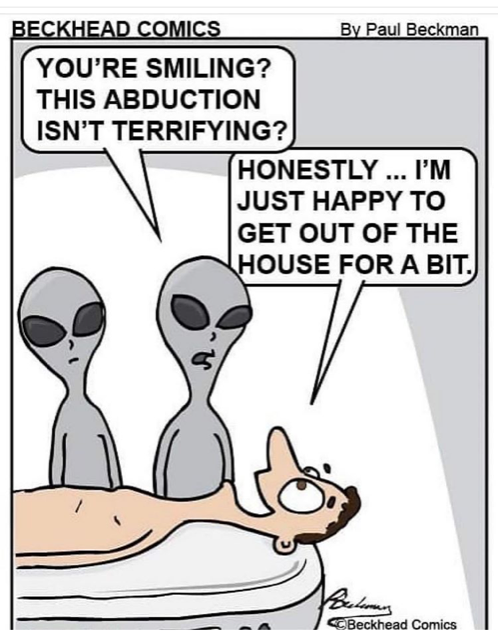 BECKHEAD COMICS
By Paul Beckman
YOU'RE SMILING?
THIS ABDUCTION
ISN'T TERRIFYING?
HONESTLY ... I'M
JUST HAPPY TO
GET OUT OF THE
HOUSE FOR A BIT.
©Beckhead Comics